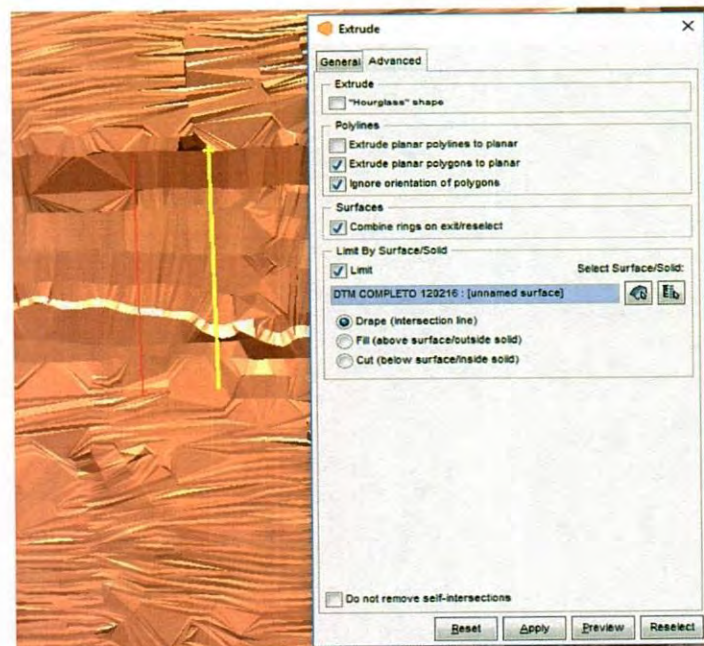 Extrude
General Advanced
Extrude
"Hourglass" shape
Polylines
Extrude planar polylines to planar
Extrude planar polygons to planar
Ignore orientation of polygons
Surfaces
Combine rings on exit/reselect
Limit By Surface/Solid
Limit Select Surface/Solid:
DTM COMPLETO 120216 : [unnamed surface]
Drape (intersection line)
Fill (above surface/outside solid)
Cut (below surface/inside solid)
Do not remove self-intersections
Reset Apply Preview Reselect